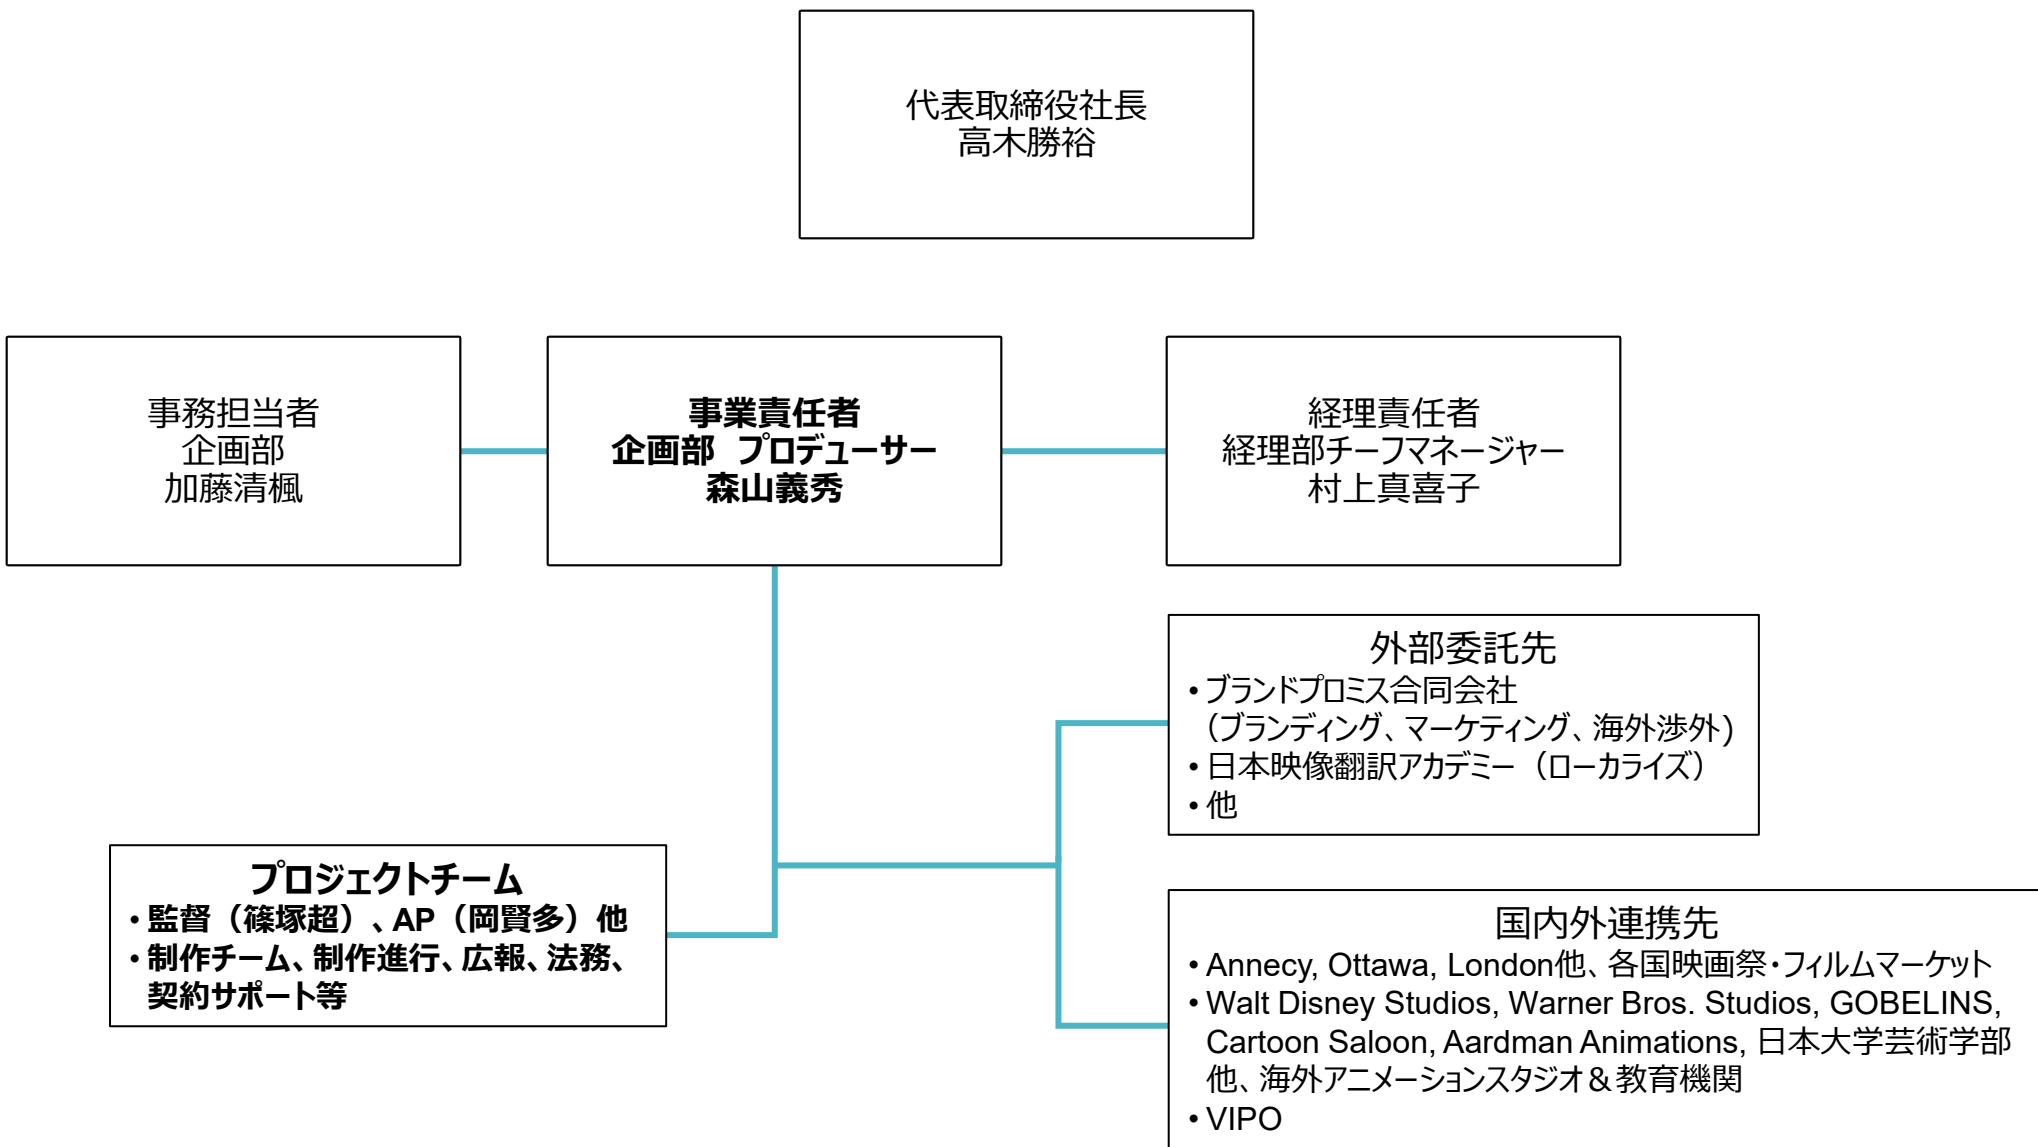 代表取締役社長
高木勝裕
事務担当者
企画部
加藤清楓
事業責任者
企画部　プロデューサー
森山義秀
経理責任者
経理部チーフマネージャー
村上真喜子
外部委託先
• ブランドプロミス合同会社
（ブランディング、マーケティング、海外渉外)
• 日本映像翻訳アカデミー（ローカライズ）
• 他
プロジェクトチーム
• 監督（篠塚超）、AP（岡賢多）他
• 制作チーム、制作進行、広報、法務、
契約サポート等
国内外連携先
• Annecy, Ottawa, London他、各国映画祭・フィルムマーケット
• Walt Disney Studios, Warner Bros. Studios, GOBELINS,
Cartoon Saloon, Aardman Animations, 日本大学芸術学部
他、海外アニメーションスタジオ＆教育機関
• VIPO